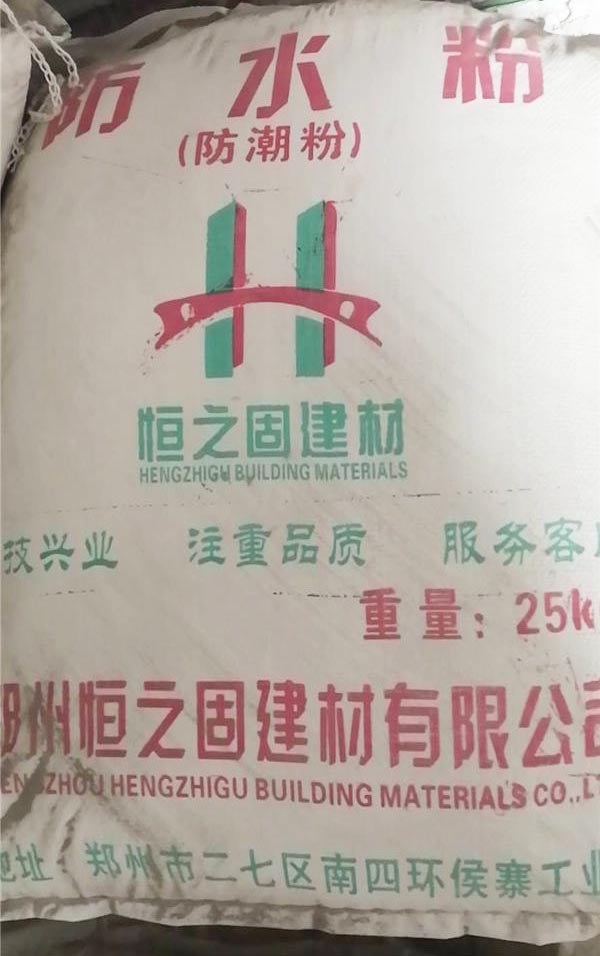 防水粉
(防潮粉)
恒之固建材
HENGZHIGU BUILDING MATERIALS
技兴业 注重品质 服务客
重量：25k
郑州恒之固建材有限公司
ENGZHOU HENGZHIGU BUILDING MATERIALS CO.,L
地址 郑州市二七区南四环侯寨工业